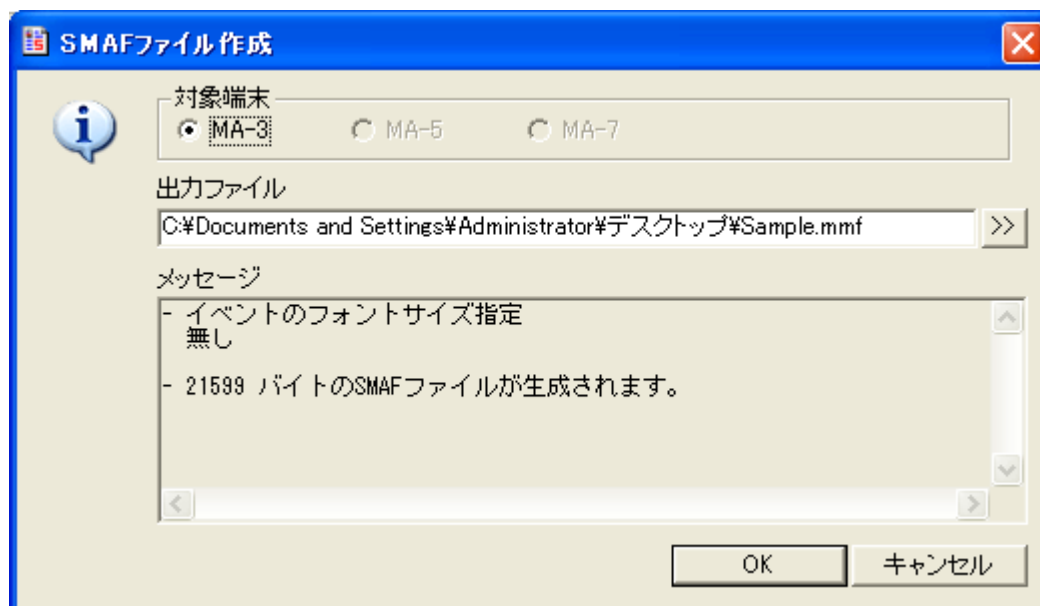 SMAFファイル作成
対象端末
MA-3 MA-5 MA-7
出力ファイル
C:¥Documents and Settings¥Administrator¥デスクトップ¥Sample.mmf >>
メッセージ
- イベントのフォントサイズ指定
無し
- 21599 バイトのSMAFファイルが生成されます。
OK キャンセル